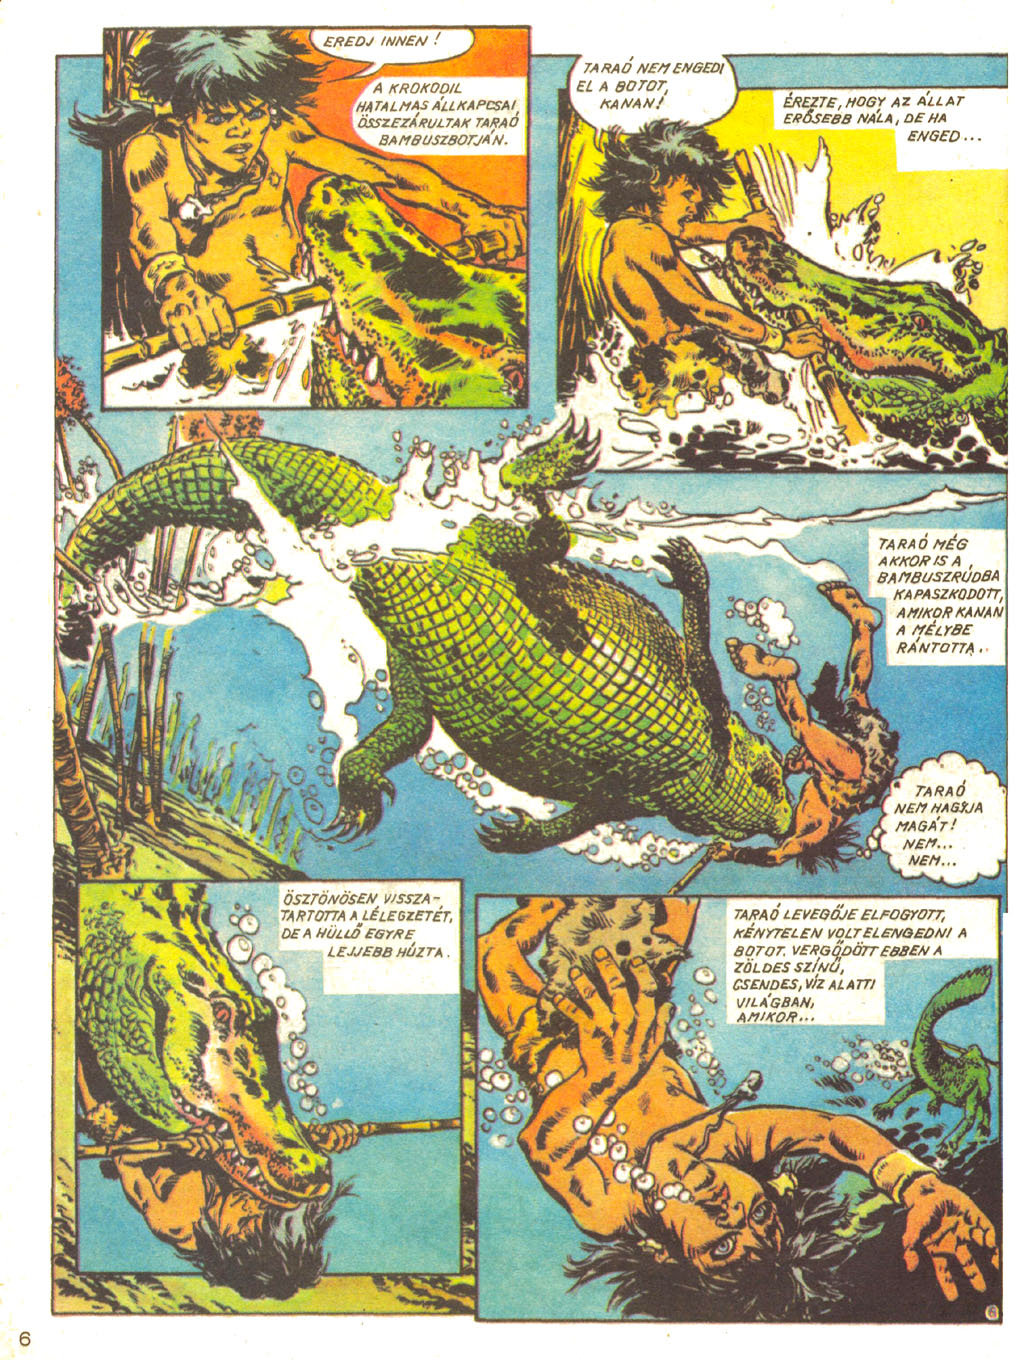 EREDJ INNEN!
A KROKODIL
HATALMAS ÁLLKAPCSAI
ÖSSZEZÁRULTAK TARAÓ
BAMBUSZBOTJÁN.
TARAÓ NEM ENGEDI
EL A BOTOT,
KANAN!
ÉREZTE, HOGY AZ ÁLLAT
ERŐSEBB NÁLA, DE HA
ENGED...
TARAÓ MÉG
AKKOR IS A
BAMBUSZRÚDBA
KAPASZKODOTT,
AMIKOR KANAN
A MÉLYBE
RÁNTOTTA..
TARAÓ
NEM HAGYJA
MAGÁT!
NEM...
NEM...
ÖSZTÖNÖSEN VISSZA-
TARTOTTA A LÉLEGZETÉT,
DE A HÜLLŐ EGYRE
LEJJEBB HÚZTA.
TARAÓ LEVEGŐJE ELFOGYOTT,
KÉNYTELEN VOLT ELENGEDNI A
BOTOT. VERGŐDÖTT EBBEN A
ZÖLDES SZÍNŰ,
CSENDES, VÍZ ALATTI
VILÁGBAN,
AMIKOR...
6
6